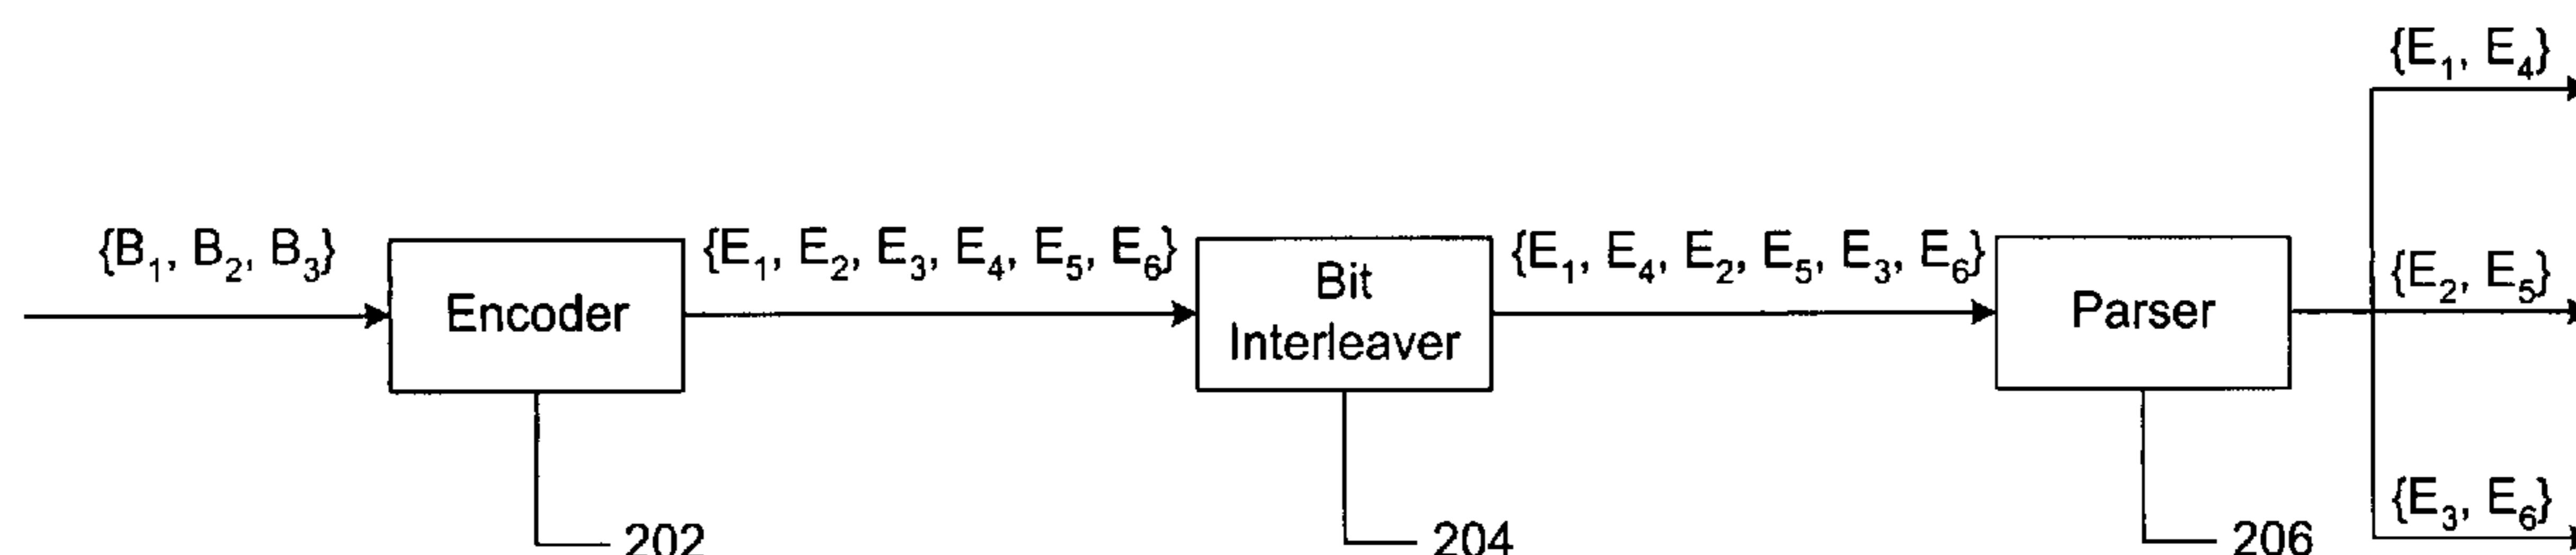 {E₁, E₄}
{B₁, B₂, B₃}
Encoder
{E₁, E₂, E₃, E₄, E₅, E₆}
Bit
Interleaver
{E₁, E₄, E₂, E₅, E₃, E₆}
Parser
{E₂, E₅}
{E₃, E₆}
202
204
206